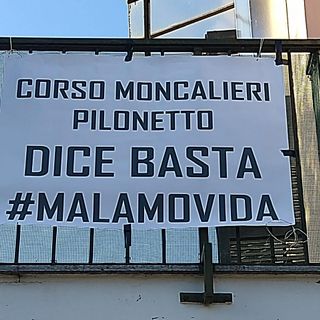 CORSO MONCALIERI
PILONETTO
DICE BASTA
#MALAMOVIDA